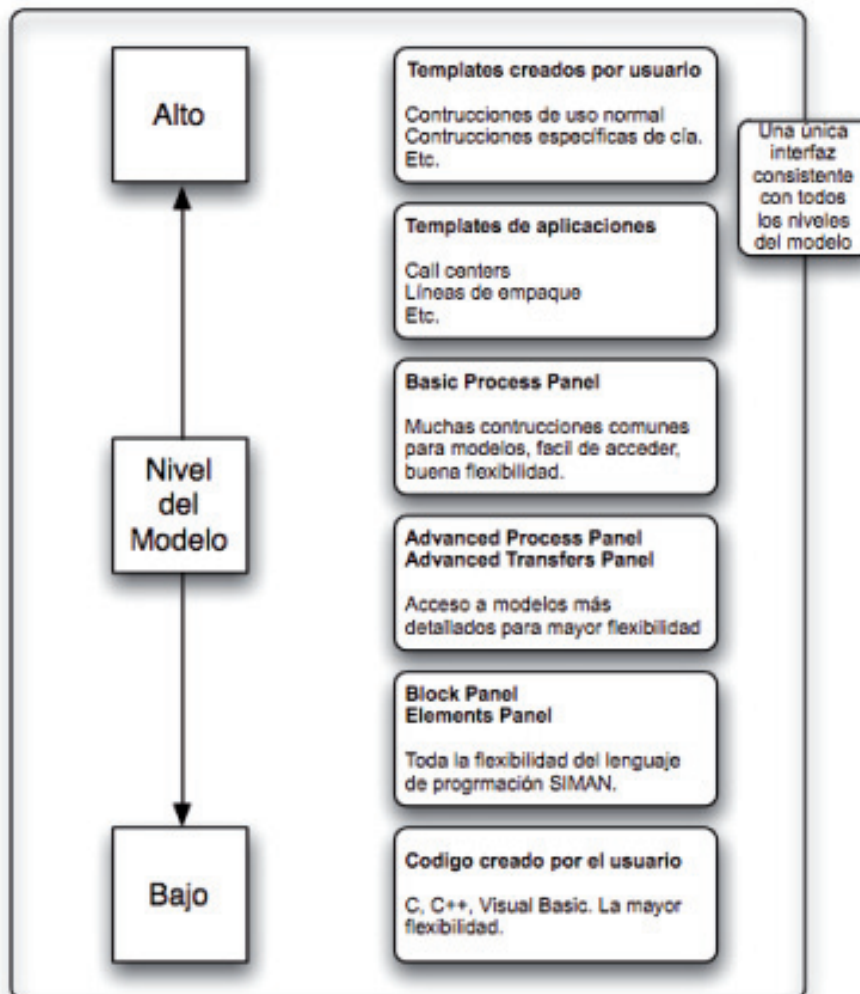 Alto
Templates creados por usuario
Contrucciones de uso normal
Contrucciones específicas de cía.
Etc.
Una única
interfaz
consistente
con todos
los niveles
del modelo
Templates de aplicaciones
Call centers
Líneas de empaque
Etc.
Nivel
del
Modelo
Basic Process Panel
Muchas contrucciones comunes
para modelos, facil de acceder,
buena flexibilidad.
Advanced Process Panel
Advanced Transfers Panel
Acceso a modelos más
detallados para mayor flexibilidad
Block Panel
Elements Panel
Toda la flexibilidad del lenguaje
de progrmación SIMAN.
Bajo
Codigo creado por el usuario
C, C++, Visual Basic. La mayor
flexibilidad.